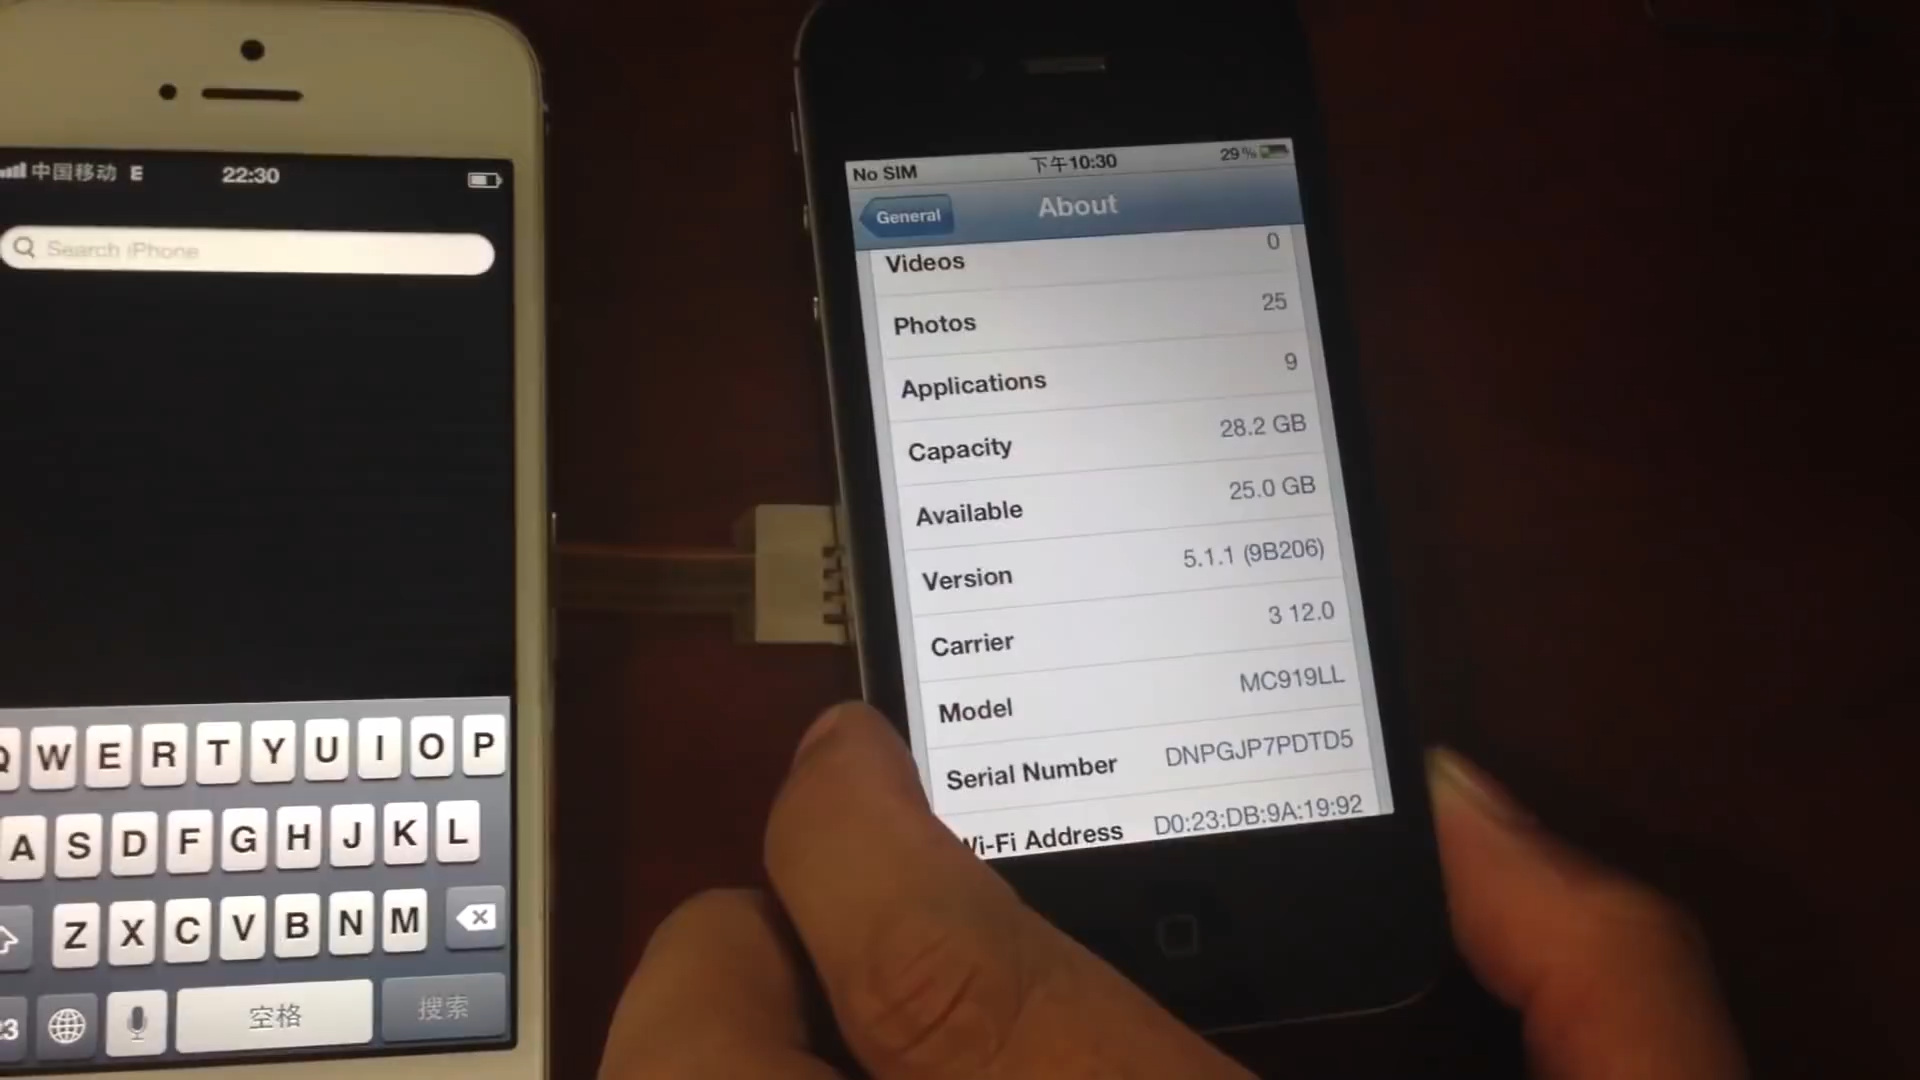 中国移动 E 22:30
Search iPhone
Q W E R T Y U I O P
A S D F G H J K L
Z X C V B N M
空格 搜索
No SIM 下午10:30 29%
General About
Videos 0
Photos 25
Applications 9
Capacity 28.2 GB
Available 25.0 GB
Version 5.1.1 (9B206)
Carrier 3 12.0
Model MC919LL
Serial Number DNPGJP7PDTD5
Wi-Fi Address D0:23:DB:9A:19:92